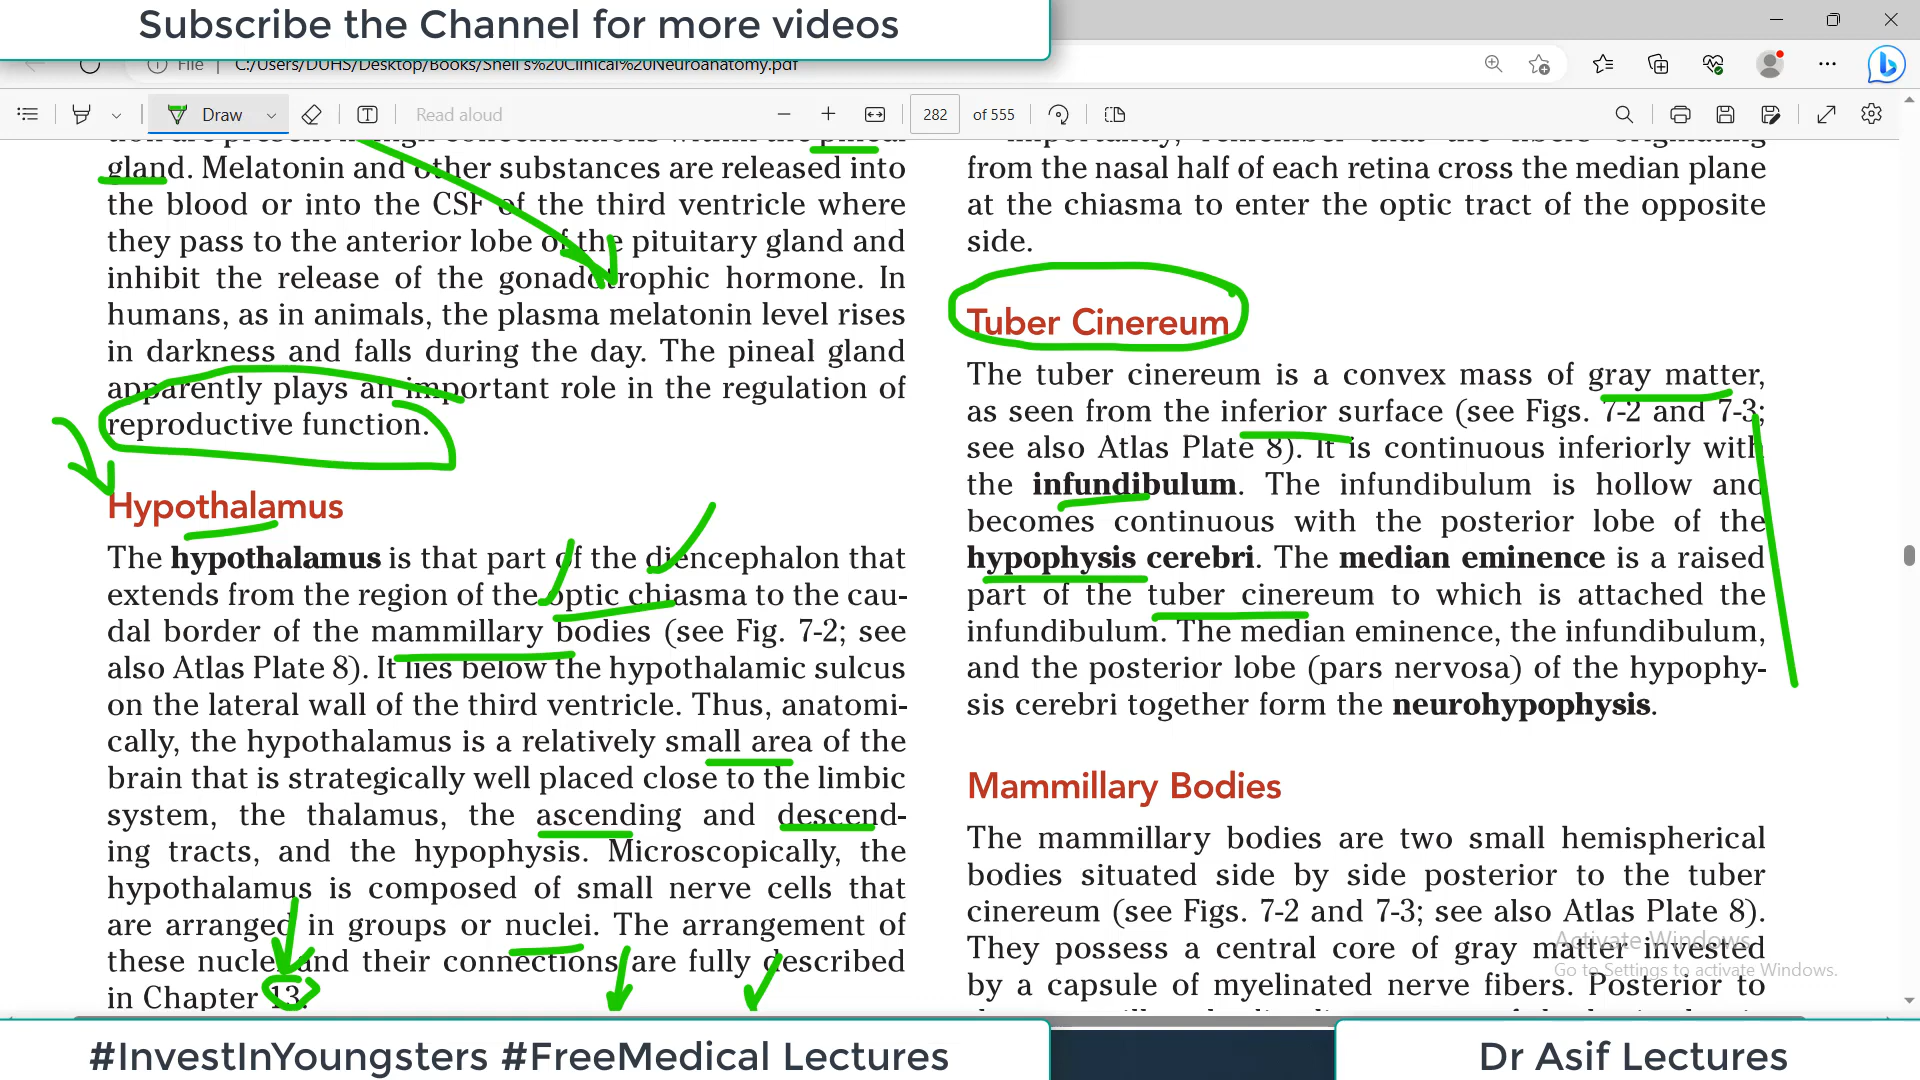 Subscribe the Channel for more videos
File
C:/Users/DUHS/Desktop/Books/Snell's%20Clinical%20Neuroanatomy.pdf
Draw
Read aloud
282
of 555
gland. Melatonin and other substances are released into
the blood or into the CSF of the third ventricle where
they pass to the anterior lobe of the pituitary gland and
inhibit the release of the gonadotrophic hormone. In
humans, as in animals, the plasma melatonin level rises
in darkness and falls during the day. The pineal gland
apparently plays an important role in the regulation of
reproductive function.
Hypothalamus
The hypothalamus is that part of the diencephalon that
extends from the region of the optic chiasma to the cau-
dal border of the mammillary bodies (see Fig. 7-2; see
also Atlas Plate 8). It lies below the hypothalamic sulcus
on the lateral wall of the third ventricle. Thus, anatomi-
cally, the hypothalamus is a relatively small area of the
brain that is strategically well placed close to the limbic
system, the thalamus, the ascending and descend-
ing tracts, and the hypophysis. Microscopically, the
hypothalamus is composed of small nerve cells that
are arranged in groups or nuclei. The arrangement of
these nuclei and their connections are fully described
in Chapter 13.
from the nasal half of each retina cross the median plane
at the chiasma to enter the optic tract of the opposite
side.
Tuber Cinereum
The tuber cinereum is a convex mass of gray matter,
as seen from the inferior surface (see Figs. 7-2 and 7-3;
see also Atlas Plate 8). It is continuous inferiorly with
the infundibulum. The infundibulum is hollow and
becomes continuous with the posterior lobe of the
hypophysis cerebri. The median eminence is a raised
part of the tuber cinereum to which is attached the
infundibulum. The median eminence, the infundibulum,
and the posterior lobe (pars nervosa) of the hypophy-
sis cerebri together form the neurohypophysis.
Mammillary Bodies
The mammillary bodies are two small hemispherical
bodies situated side by side posterior to the tuber
cinereum (see Figs. 7-2 and 7-3; see also Atlas Plate 8).
They possess a central core of gray matter invested
by a capsule of myelinated nerve fibers. Posterior to
Activate Windows
Go to Settings to activate Windows.
#InvestInYoungsters #FreeMedical Lectures
Dr Asif Lectures